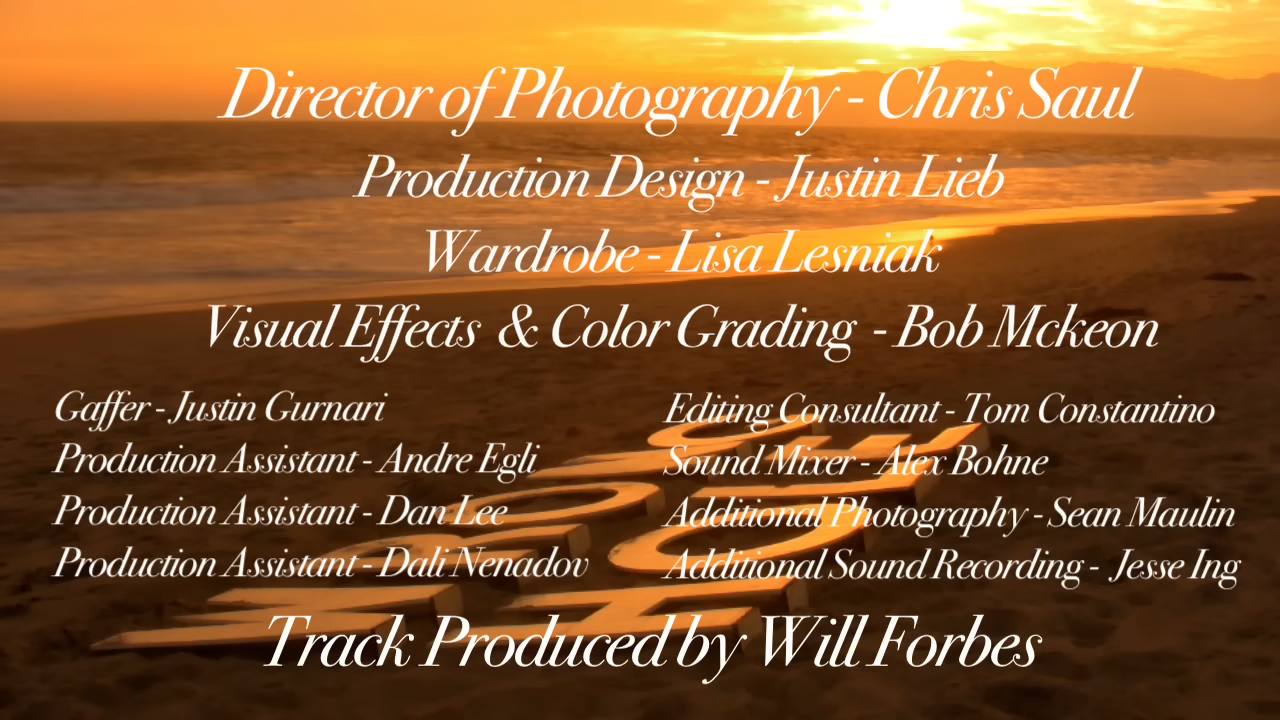 Director of Photography - Chris Saul
Production Design - Justin Lieb
Wardrobe - Lisa Lesniak
Visual Effects & Color Grading - Bob Mckeon
Gaffer - Justin Gurnari
Production Assistant - Andre Egli
Production Assistant - Dan Lee
Production Assistant - Dali Nenadov
Editing Consultant - Tom Constantino
Sound Mixer - Alex Bohne
Additional Photography - Sean Maulin
Additional Sound Recording - Jesse Ing
Track Produced by Will Forbes